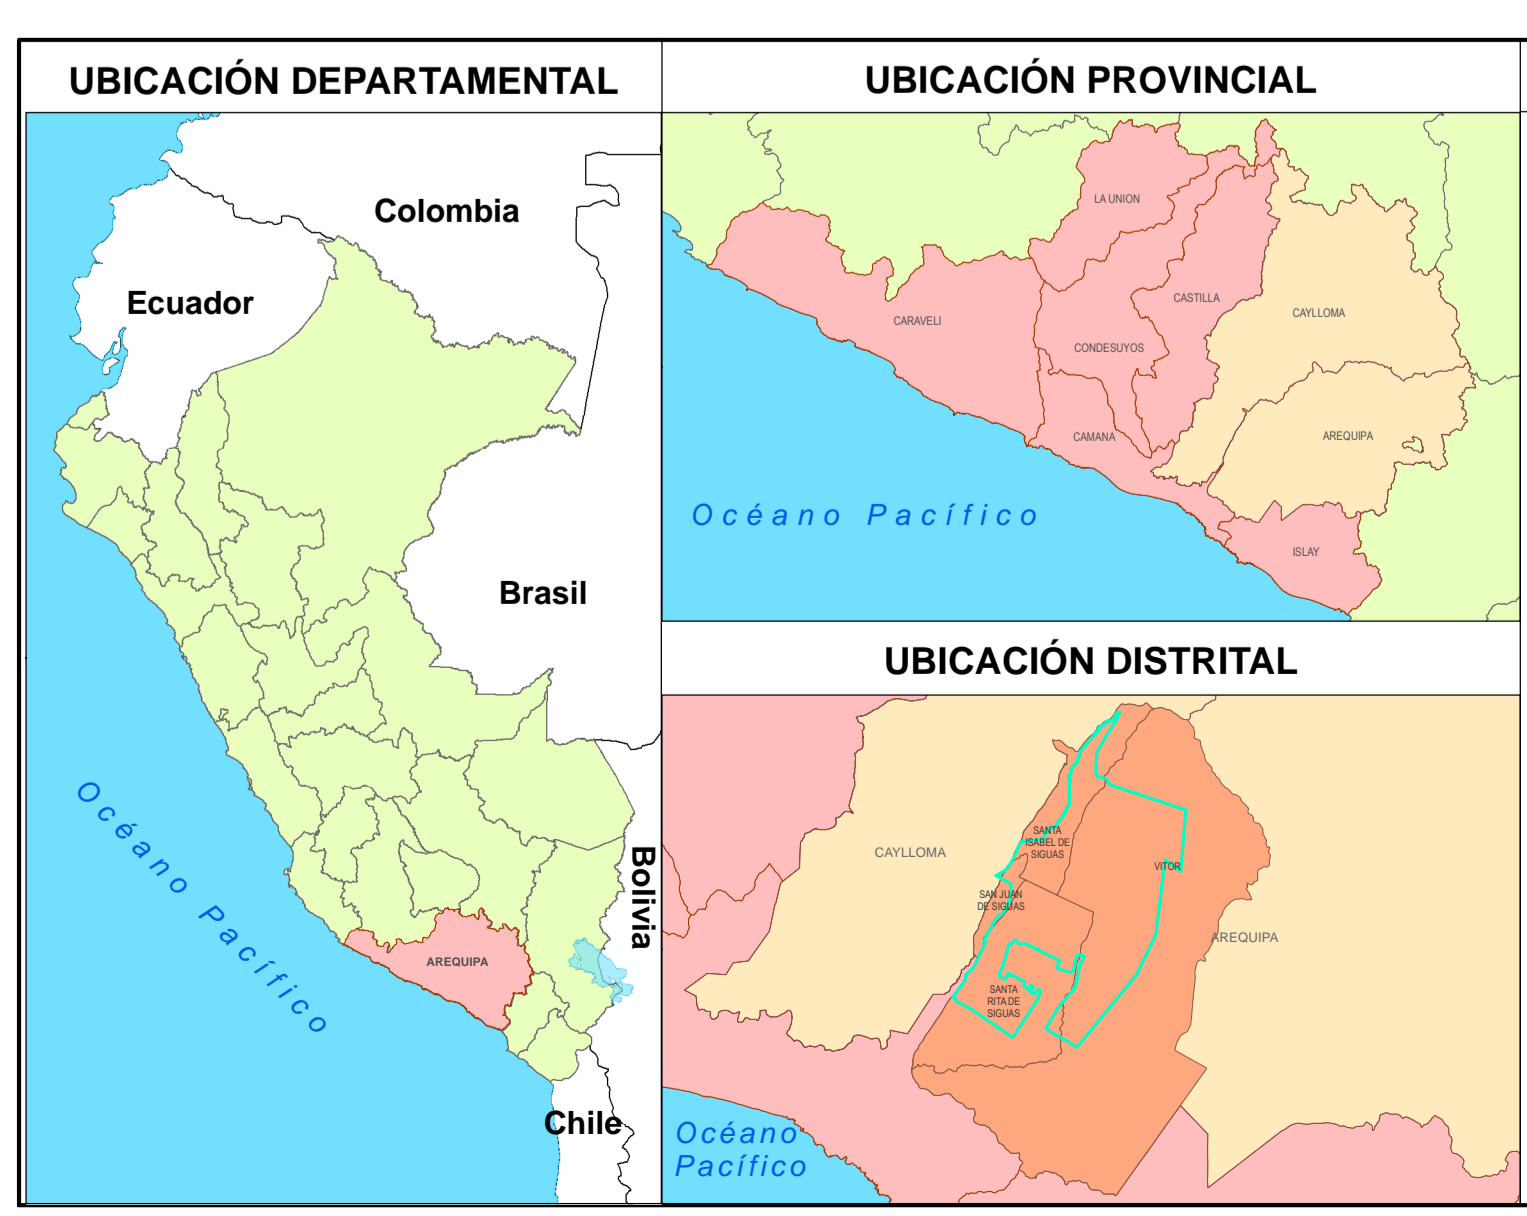 UBICACIÓN DEPARTAMENTAL
Colombia
Ecuador
Brasil
Bolivia
Océano Pacífico
AREQUIPA
Chile
UBICACIÓN PROVINCIAL
LA UNION
CASTILLA
CARAVELI
CAYLLOMA
CONDESUYOS
CAMANA
AREQUIPA
Océano Pacífico
ISLAY
UBICACIÓN DISTRITAL
SANTA
ISABEL DE
SIGUAS
CAYLLOMA
VITOR
SAN JUAN
DE SIGUAS
AREQUIPA
SANTA
RITA DE
SIGUAS
Océano
Pacífico